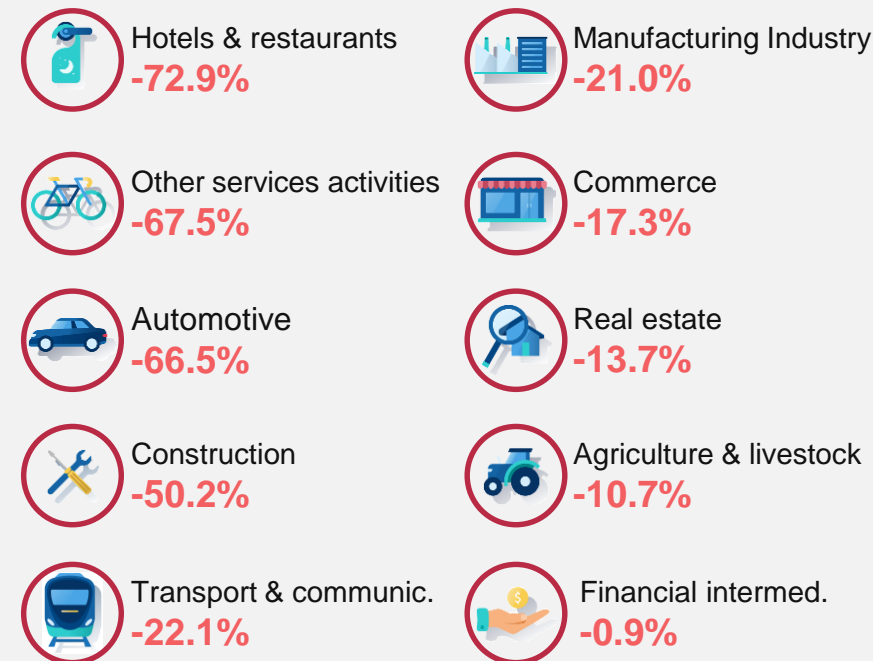 Hotels & restaurants
-72.9%
Other services activities
-67.5%
Automotive
-66.5%
Construction
-50.2%
Transport & communic.
-22.1%
Manufacturing Industry
-21.0%
Commerce
-17.3%
Real estate
-13.7%
Agriculture & livestock
-10.7%
Financial intermed.
-0.9%